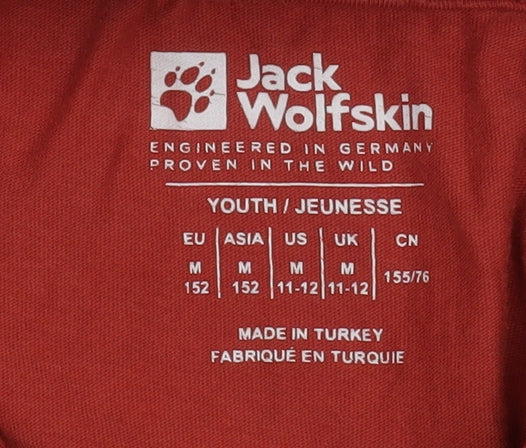 Jack
Wolfskin
ENGINEERED IN GERMANY
PROVEN IN THE WILD
YOUTH / JEUNESSE
EU ASIA US UK CN
M M M M 155/76
152 152 11-12 11-12
MADE IN TURKEY
FABRIQUÉ EN TURQUIE